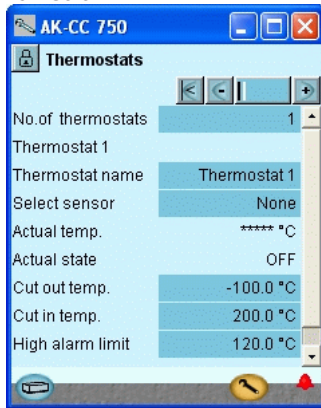 AK-CC 750
Thermostats
No.of thermostats 1
Thermostat 1
Thermostat name Thermostat 1
Select sensor None
Actual temp. ***** °C
Actual state OFF
Cut out temp. -100.0 °C
Cut in temp. 200.0 °C
High alarm limit 120.0 °C